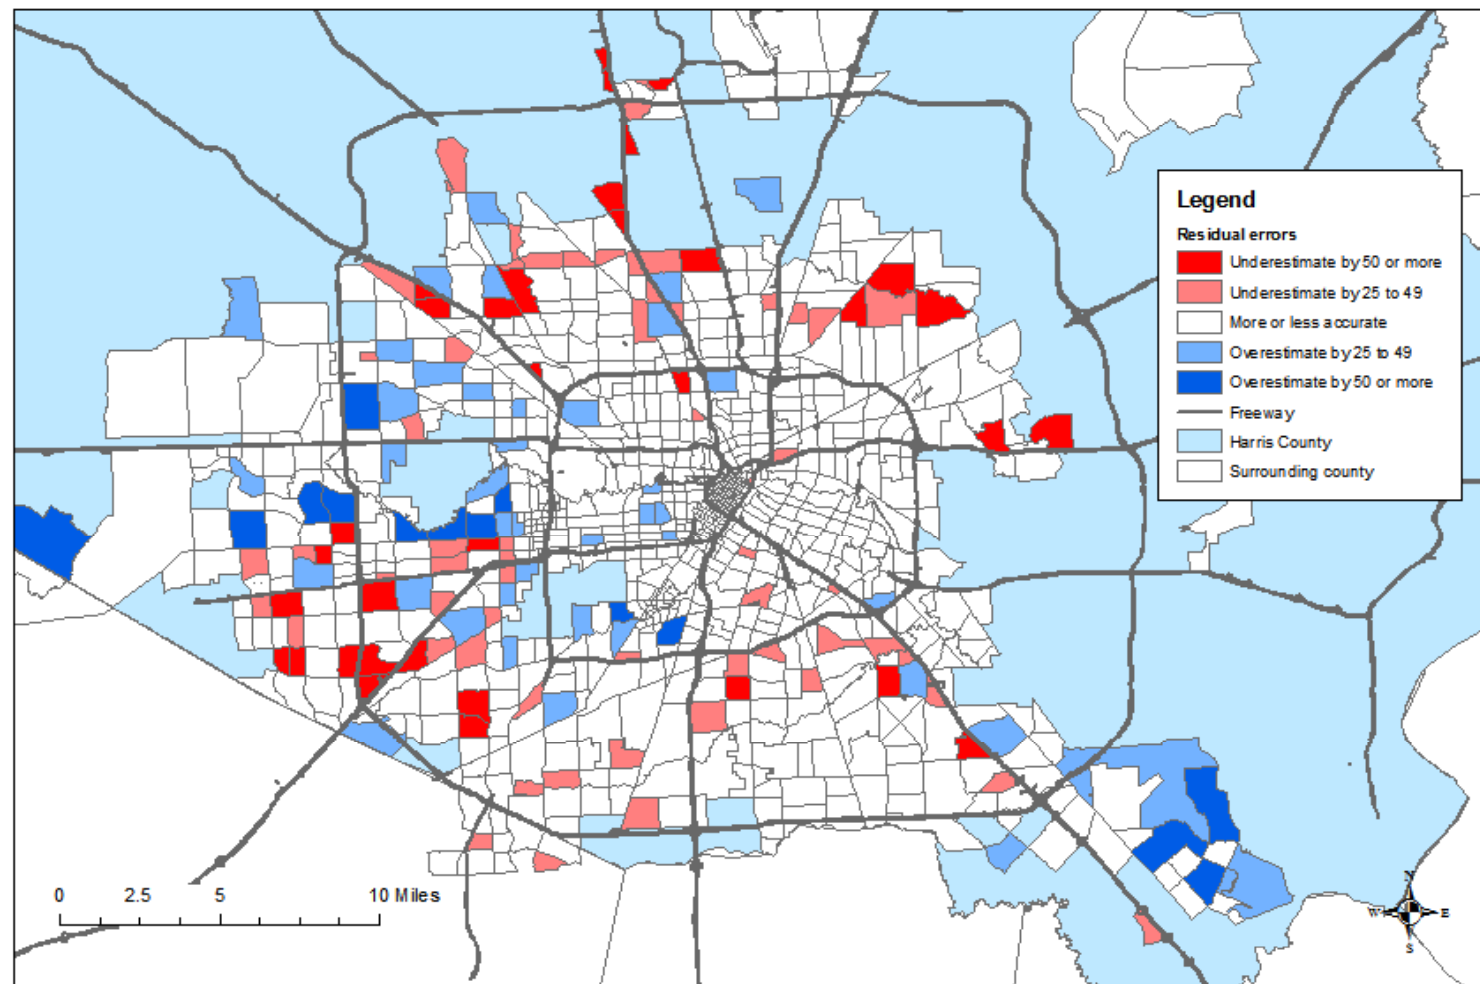 Legend
Residual errors
Underestimate by 50 or more
Underestimate by 25 to 49
More or less accurate
Overestimate by 25 to 49
Overestimate by 50 or more
Freeway
Harris County
Surrounding county
0 2.5 5 10 Miles
N
W E
S